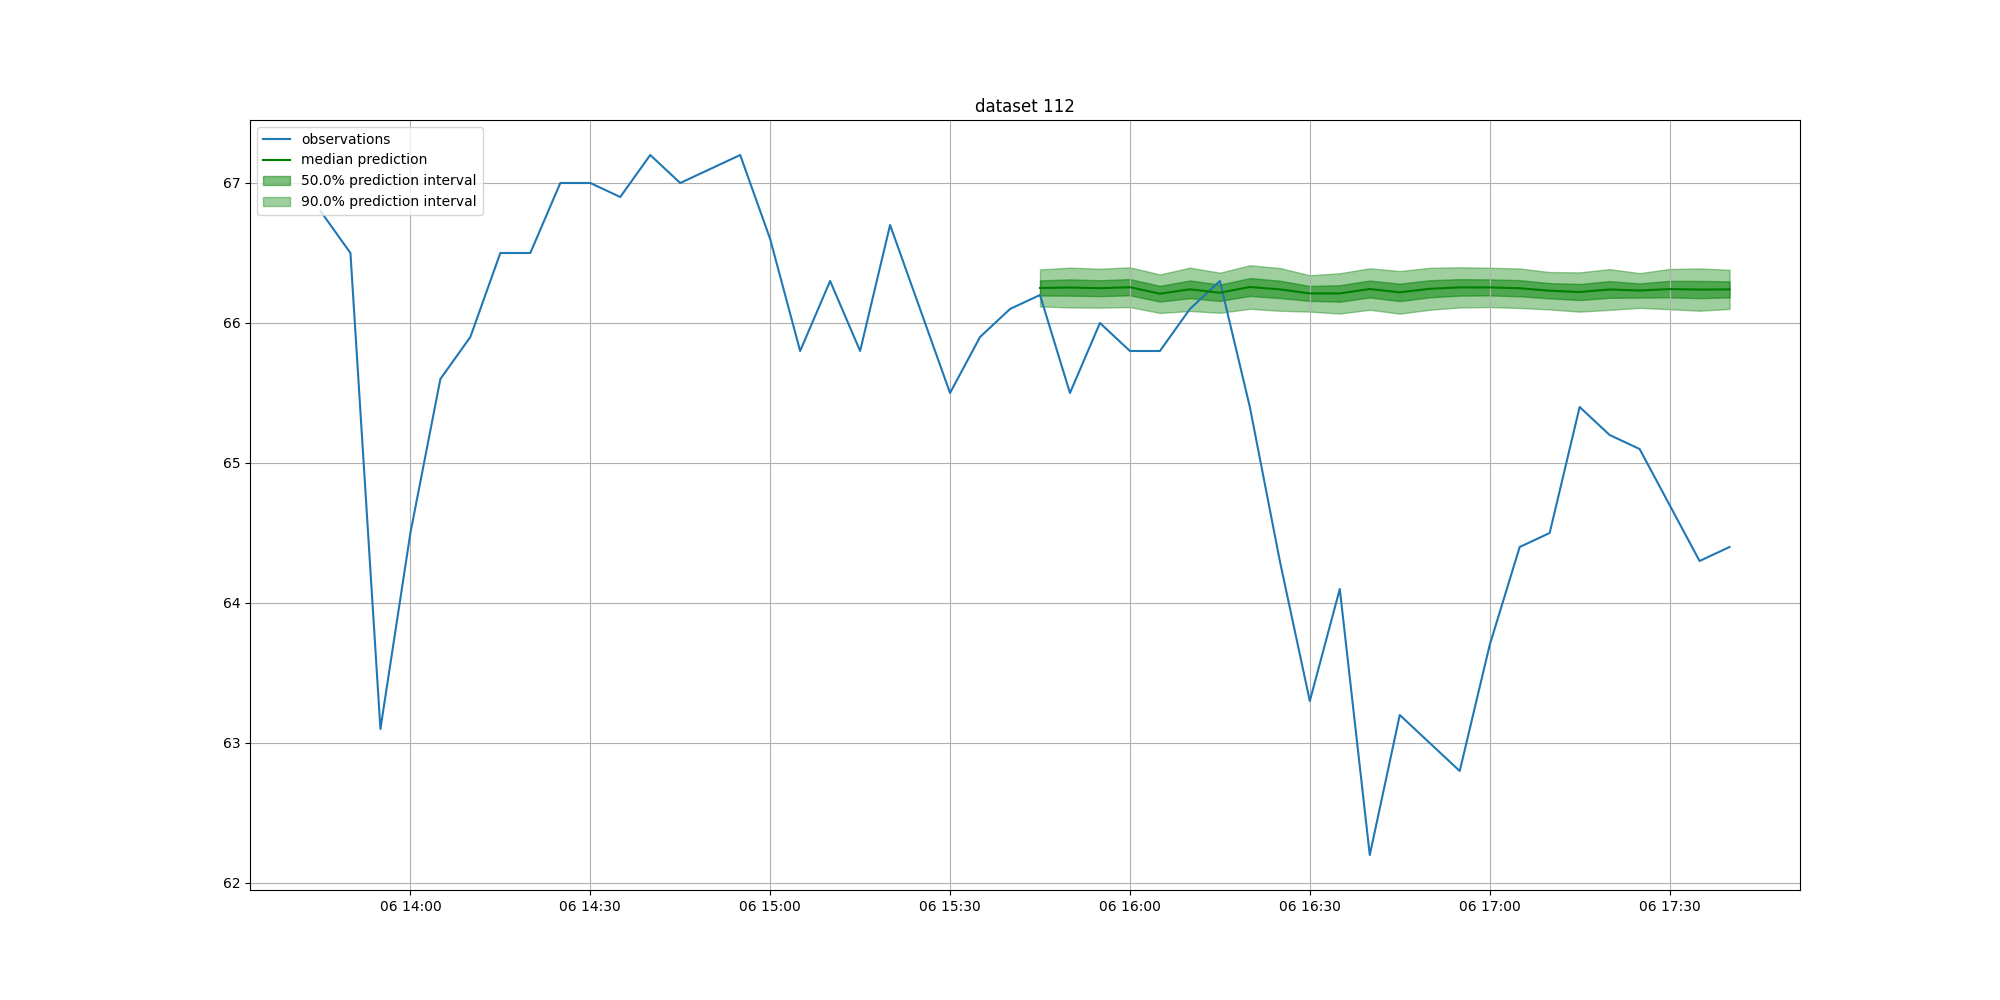 dataset 112
observations
median prediction
50.0% prediction interval
90.0% prediction interval
67
66
65
64
63
62
06 14:00 06 14:30 06 15:00 06 15:30 06 16:00 06 16:30 06 17:00 06 17:30